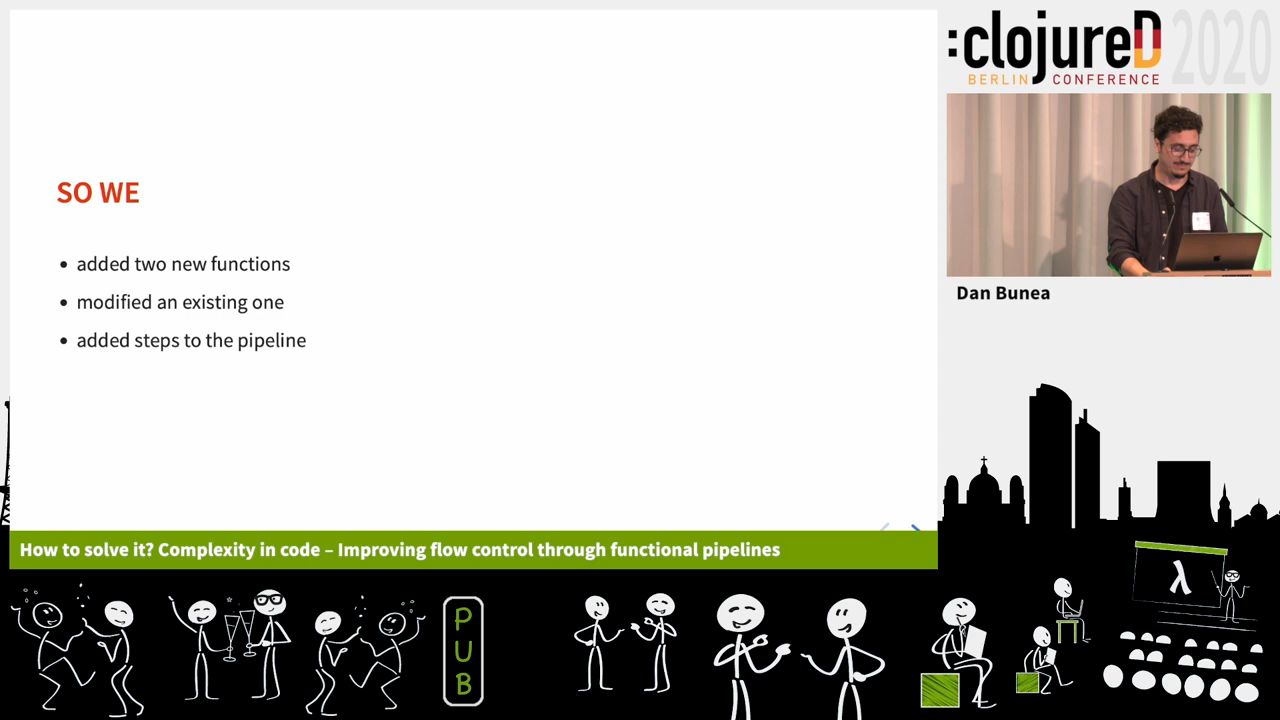 SO WE
• added two new functions
• modified an existing one
• added steps to the pipeline
:clojureD 2020
BERLIN CONFERENCE
Dan Bunea
How to solve it? Complexity in code – Improving flow control through functional pipelines
PUB
λ